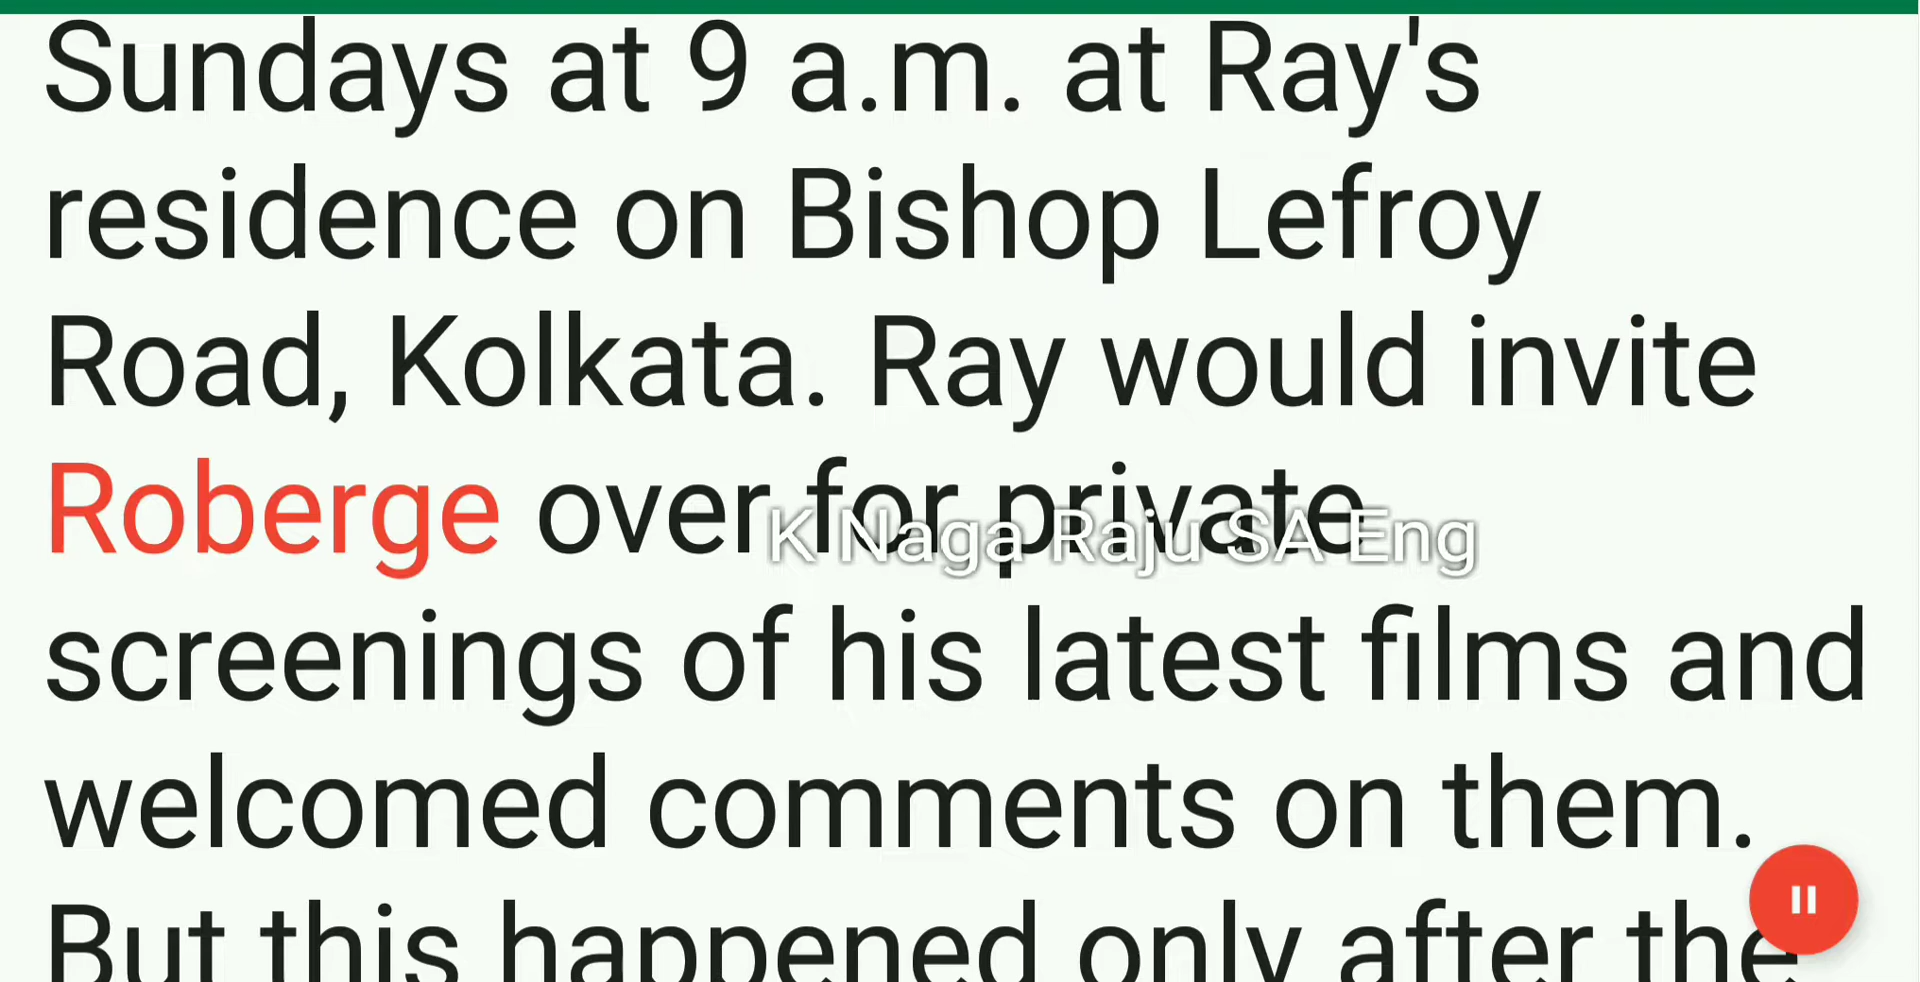 Sundays at 9 a.m. at Ray's
residence on Bishop Lefroy
Road, Kolkata. Ray would invite
Roberge over for private
K Naga Raju SA Eng
screenings of his latest films and
welcomed comments on them.
But this happened only after the